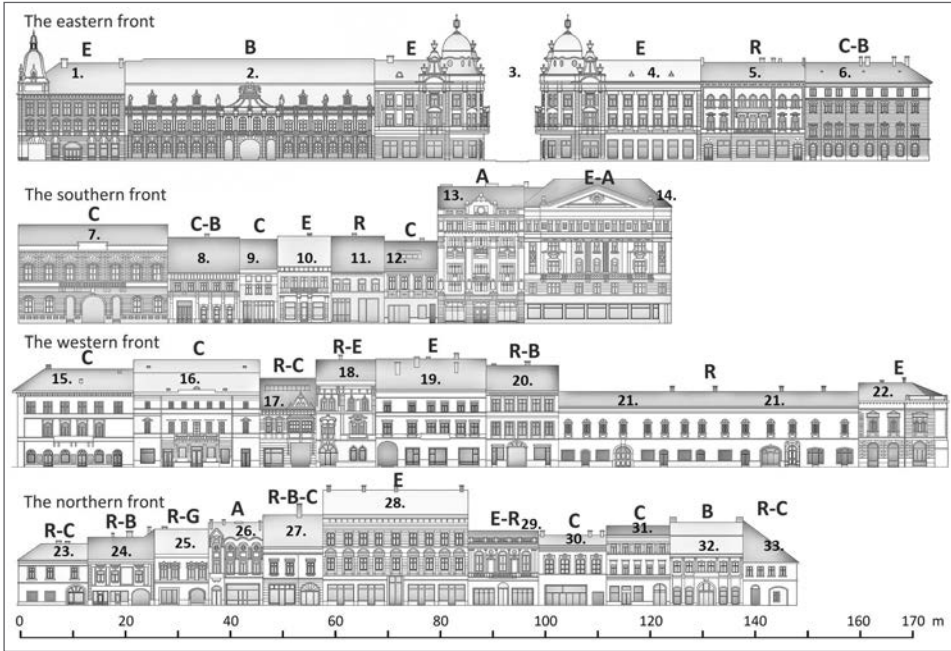 The eastern front
E B E E R C-B
1. 2. 3. 4. 5. 6.
The southern front
C C-B C E R C A E-A
7. 8. 9. 10. 11. 12. 13. 14.
The western front
C C R-C R-E E R-B R E
15. 16. 17. 18. 19. 20. 21. 21. 22.
The northern front
R-C R-B R-G A R-B-C E E-R C C B R-C
23. 24. 25. 26. 27. 28. 29. 30. 31. 32. 33.
0 20 40 60 80 100 120 140 160 170 m